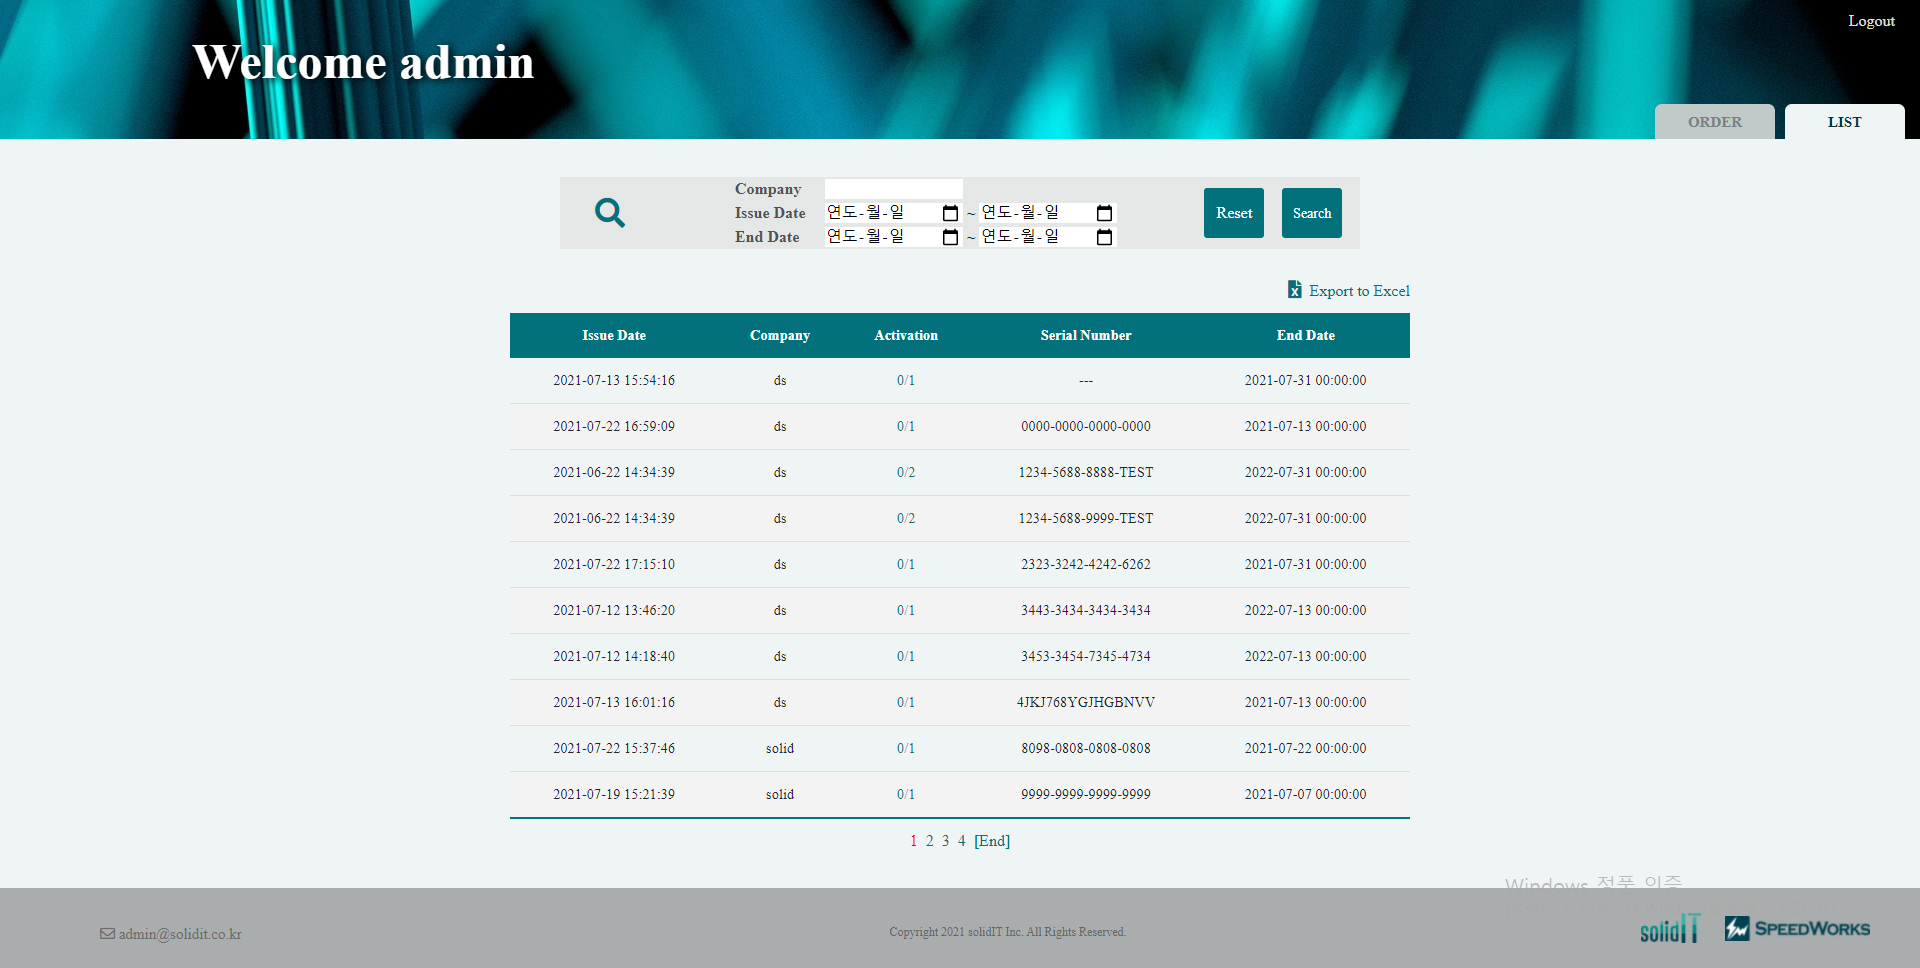 Logout
Welcome admin
ORDER LIST
Company
Issue Date 연도-월-일 ~ 연도-월-일
End Date 연도-월-일 ~ 연도-월-일
Reset Search
Export to Excel
Issue Date Company Activation Serial Number End Date
2021-07-13 15:54:16 ds 0/1 --- 2021-07-31 00:00:00
2021-07-22 16:59:09 ds 0/1 0000-0000-0000-0000 2021-07-13 00:00:00
2021-06-22 14:34:39 ds 0/2 1234-5688-8888-TEST 2022-07-31 00:00:00
2021-06-22 14:34:39 ds 0/2 1234-5688-9999-TEST 2022-07-31 00:00:00
2021-07-22 17:15:10 ds 0/1 2323-3242-4242-6262 2021-07-31 00:00:00
2021-07-12 13:46:20 ds 0/1 3443-3434-3434-3434 2022-07-13 00:00:00
2021-07-12 14:18:40 ds 0/1 3453-3454-7345-4734 2022-07-13 00:00:00
2021-07-13 16:01:16 ds 0/1 4JKJ768YGJHGBNVV 2021-07-13 00:00:00
2021-07-22 15:37:46 solid 0/1 8098-0808-0808-0808 2021-07-22 00:00:00
2021-07-19 15:21:39 solid 0/1 9999-9999-9999-9999 2021-07-07 00:00:00
1 2 3 4 [End]
Windows 정품 인증
admin@solidit.co.kr
Copyright 2021 solidIT Inc. All Rights Reserved.
solidIT SPEEDWORKS